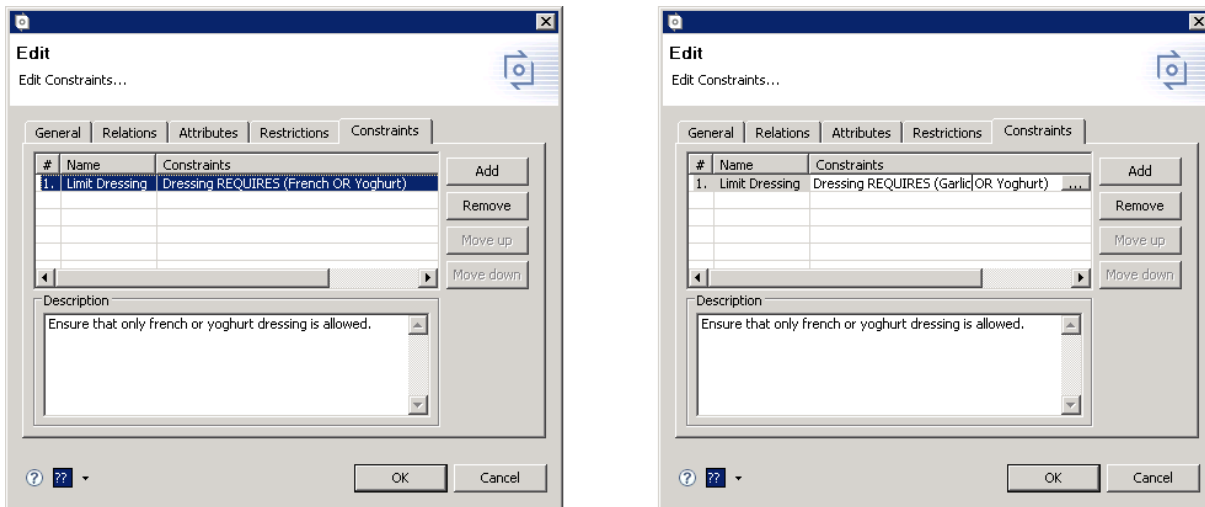 Edit
Edit Constraints...
General Relations Attributes Restrictions Constraints
# Name Constraints
1. Limit Dressing Dressing REQUIRES (French OR Yoghurt)
Add
Remove
Move up
Move down
Description
Ensure that only french or yoghurt dressing is allowed.
? ??
OK Cancel
Edit
Edit Constraints...
General Relations Attributes Restrictions Constraints
# Name Constraints
1. Limit Dressing Dressing REQUIRES (Garlic OR Yoghurt) ...
Add
Remove
Move up
Move down
Description
Ensure that only french or yoghurt dressing is allowed.
? ??
OK Cancel